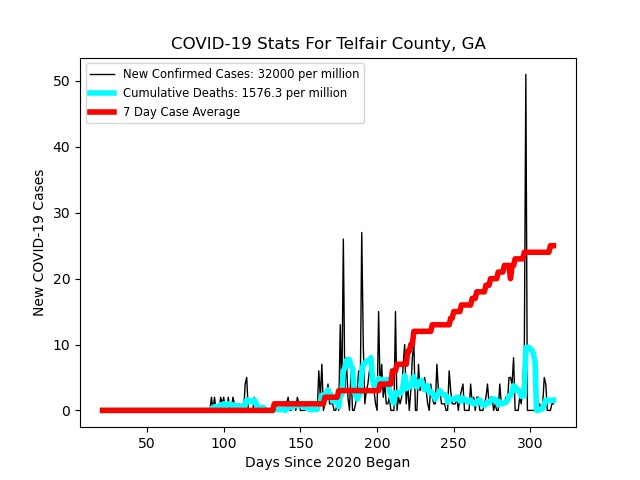 COVID-19 Stats For Telfair County, GA
New Confirmed Cases: 32000 per million
Cumulative Deaths: 1576.3 per million
7 Day Case Average
50
40
30
20
10
0
New COVID-19 Cases
50 100 150 200 250 300
Days Since 2020 Began